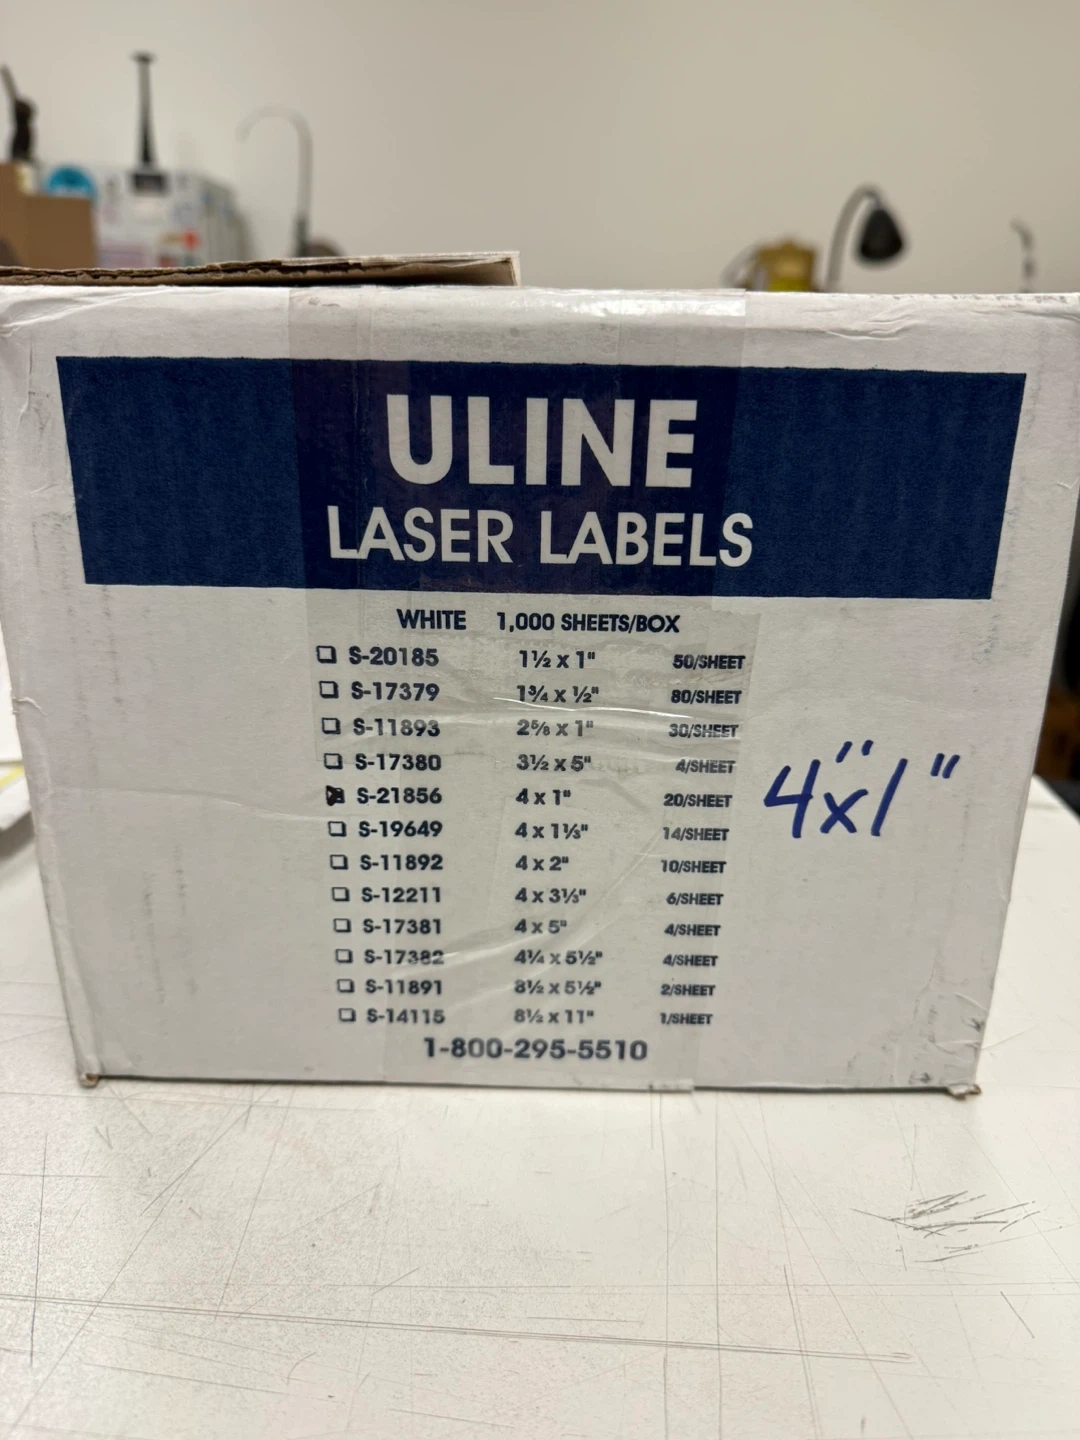 ULINE
LASER LABELS
WHITE 1,000 SHEETS/BOX
S-20185 1½ x 1" 50/SHEET
S-17379 1¾ x ½" 80/SHEET
S-11893 2⅝ x 1" 30/SHEET
S-17380 3½ x 5" 4/SHEET
S-21856 4 x 1" 20/SHEET
4"x1"
S-19649 4 x 1⅓" 14/SHEET
S-11892 4 x 2" 10/SHEET
S-12211 4 x 3⅓" 6/SHEET
S-17381 4 x 5" 4/SHEET
S-17382 4¼ x 5½" 4/SHEET
S-11891 8½ x 5½" 2/SHEET
S-14115 8½ x 11" 1/SHEET
1-800-295-5510